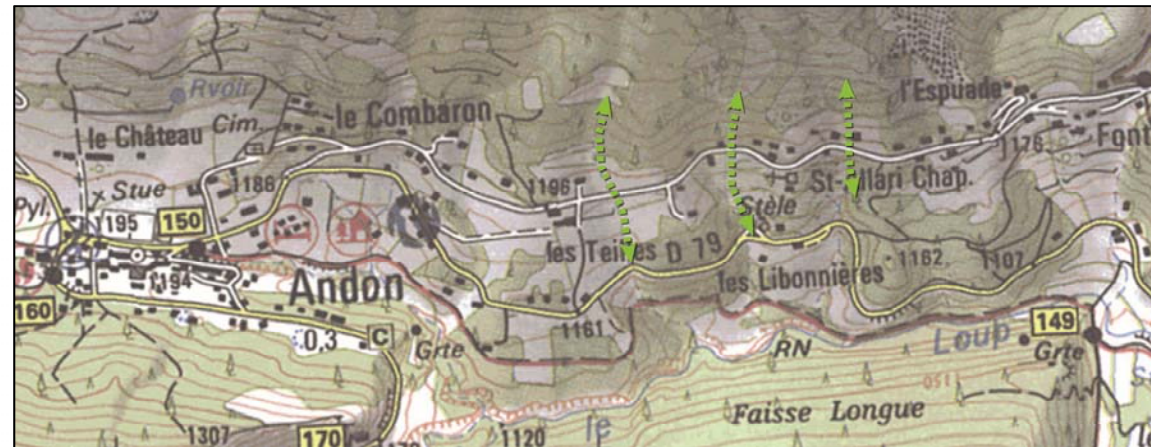 Rvoir
l'Espuade
le Château
Cim.
le Combaron
Font
1176
1188
1196
St-
Chap.
Stue
Pyl.
195
150
Stèle
les
D 79
1162
1107
les Libonnières
1194
Andon
160
1161
149
Loup
0,3
C
Grte
RN
Grte
1150
Faisse Longue
1307
170
1120
le